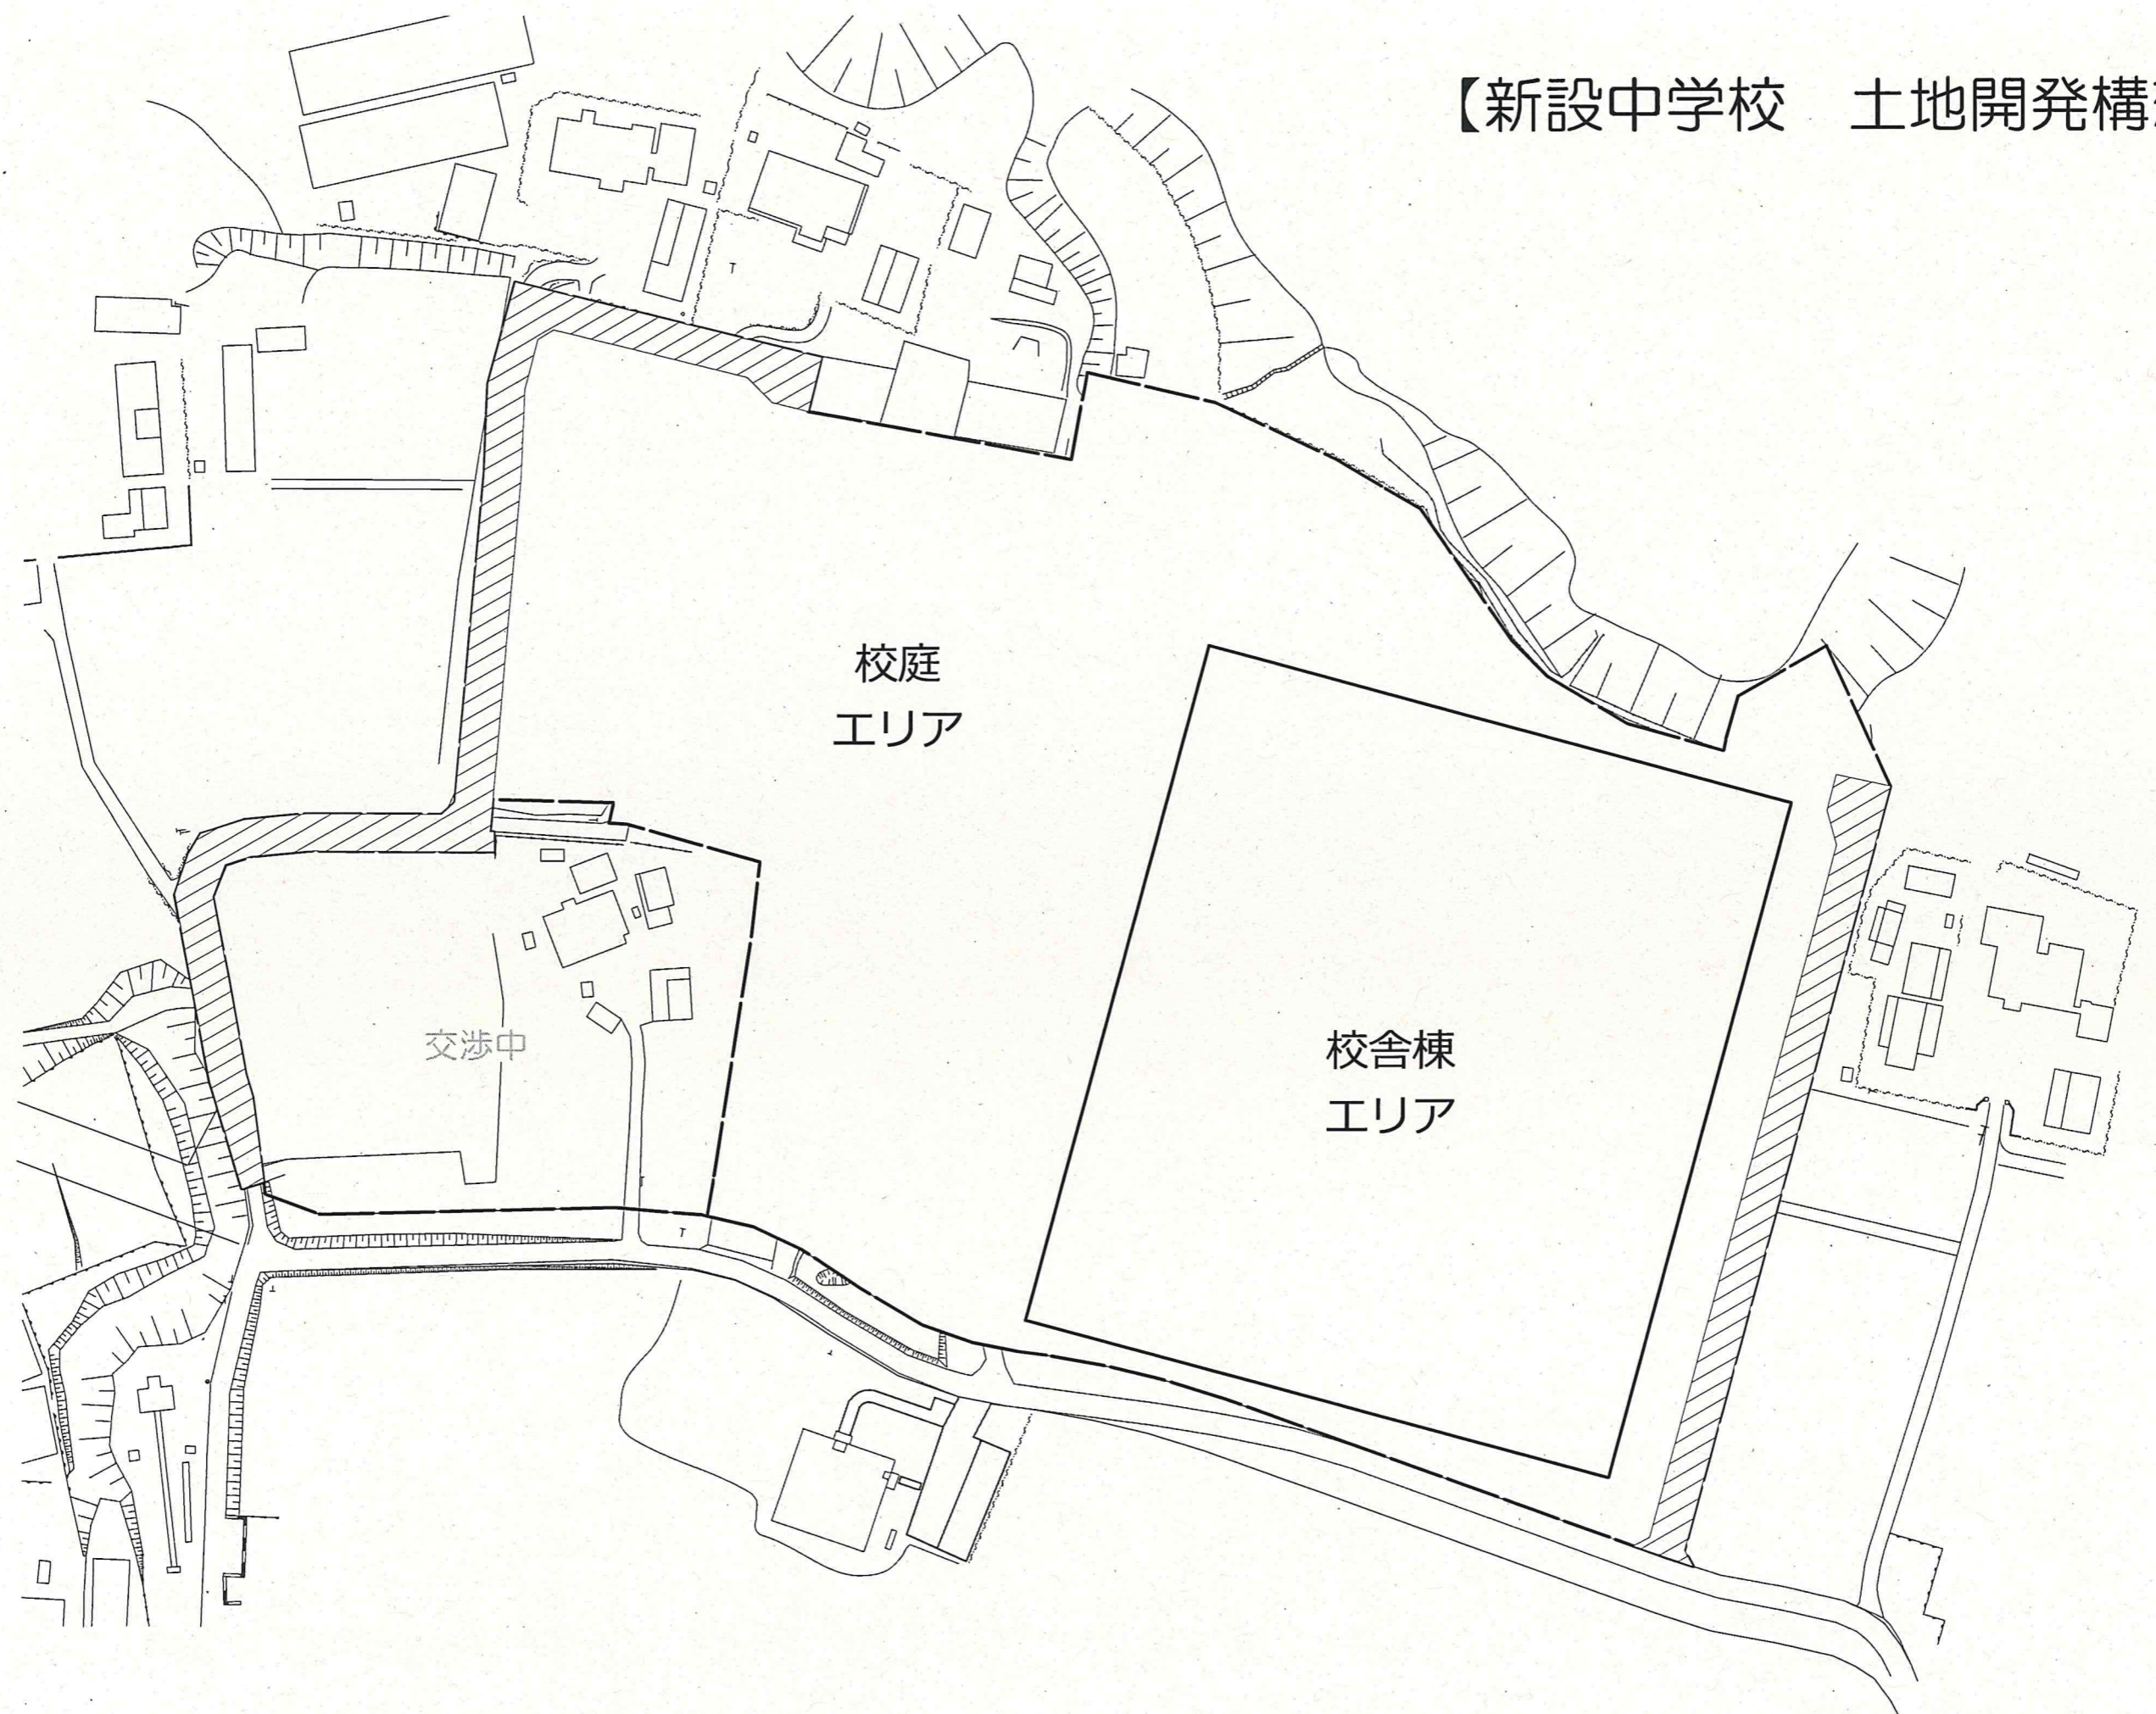 【新設中学校　土地開発構
校庭
エリア
校舎棟
エリア
交渉中